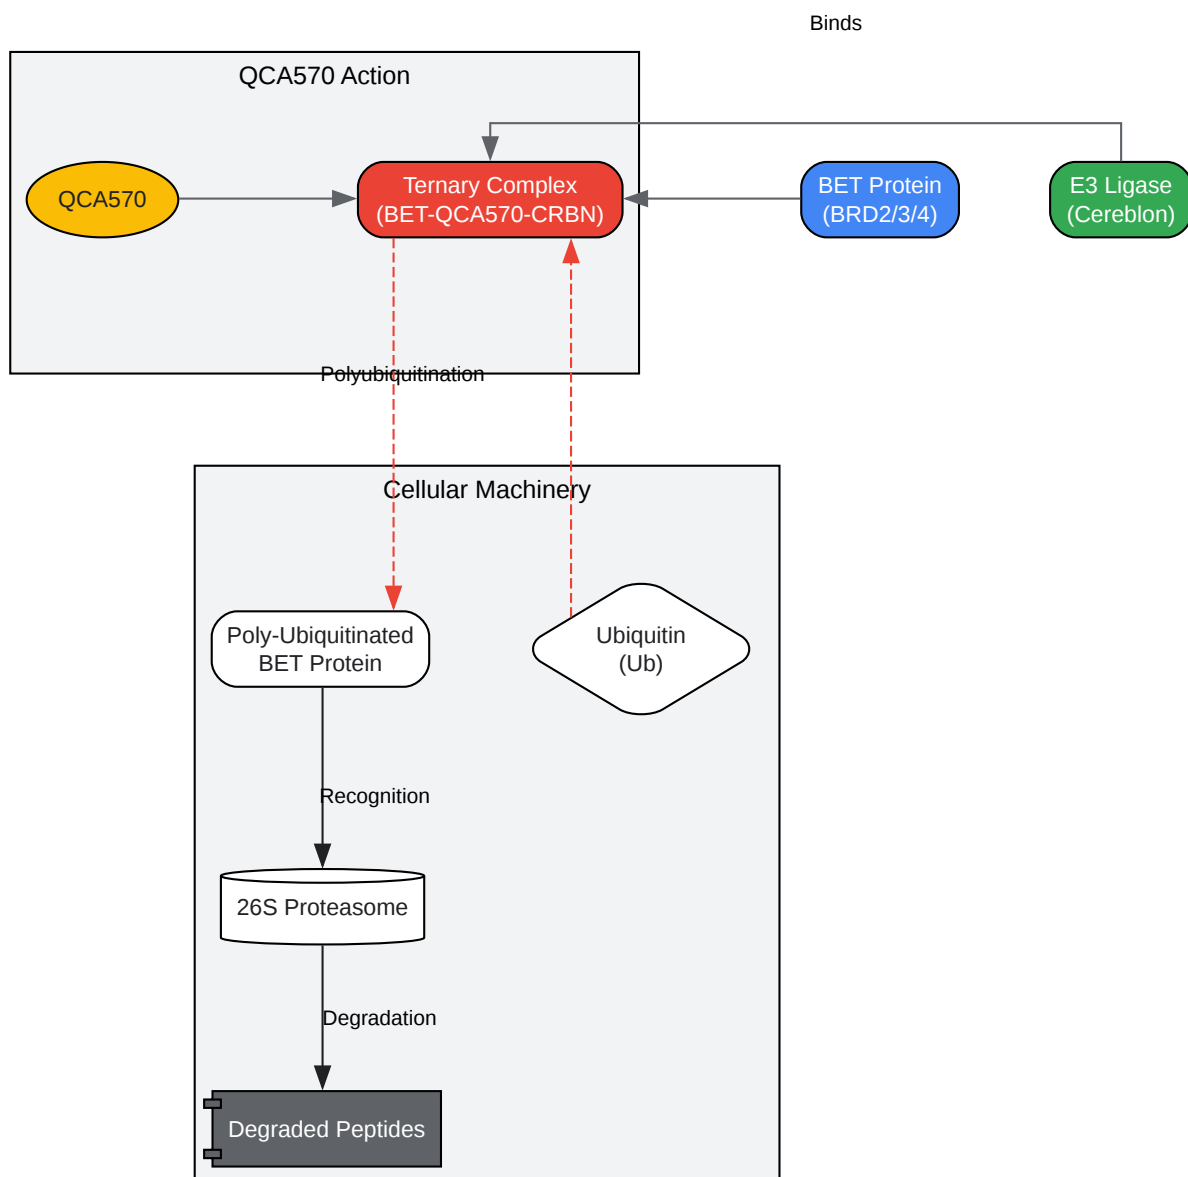 Binds
QCA570 Action
QCA570
Ternary Complex
(BET-QCA570-CRBN)
BET Protein
(BRD2/3/4)
E3 Ligase
(Cereblon)
Polyubiquitination
Cellular Machinery
Poly-Ubiquitinated
BET Protein
Ubiquitin
(Ub)
Recognition
26S Proteasome
Degradation
Degraded Peptides